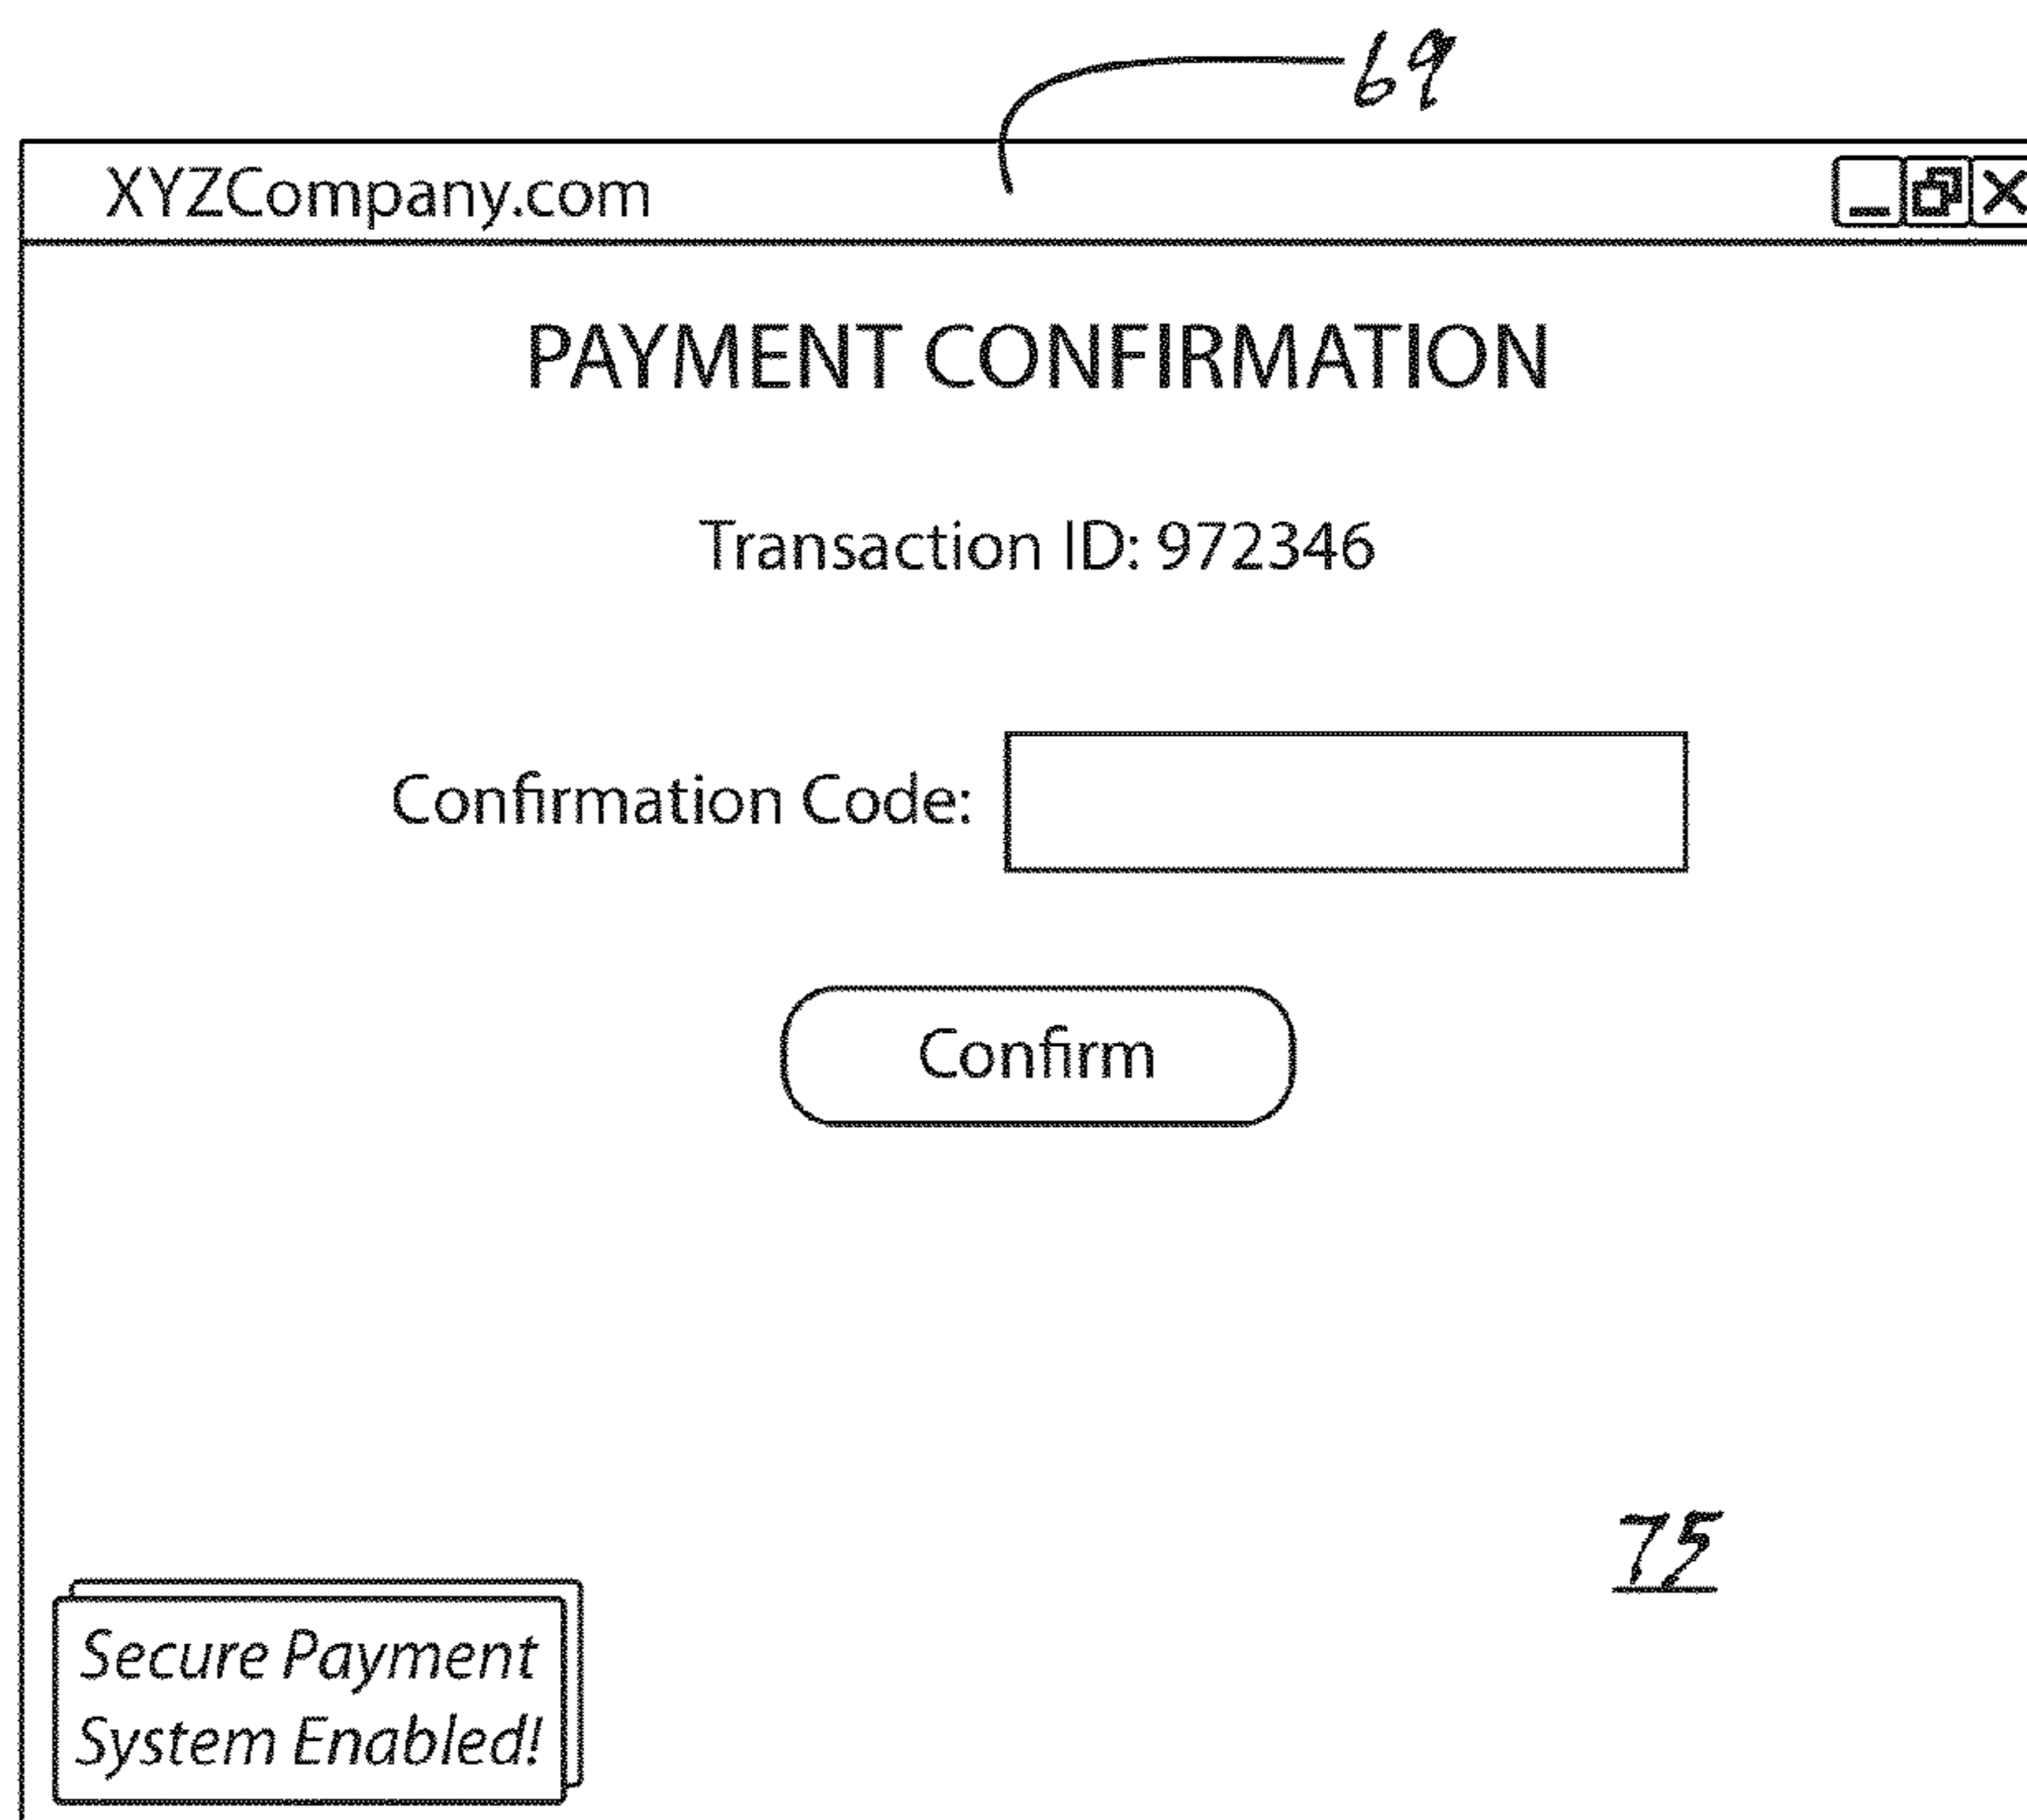 69
XYZCompany.com
PAYMENT CONFIRMATION
Transaction ID: 972346
Confirmation Code:
Confirm
75
Secure Payment
System Enabled!